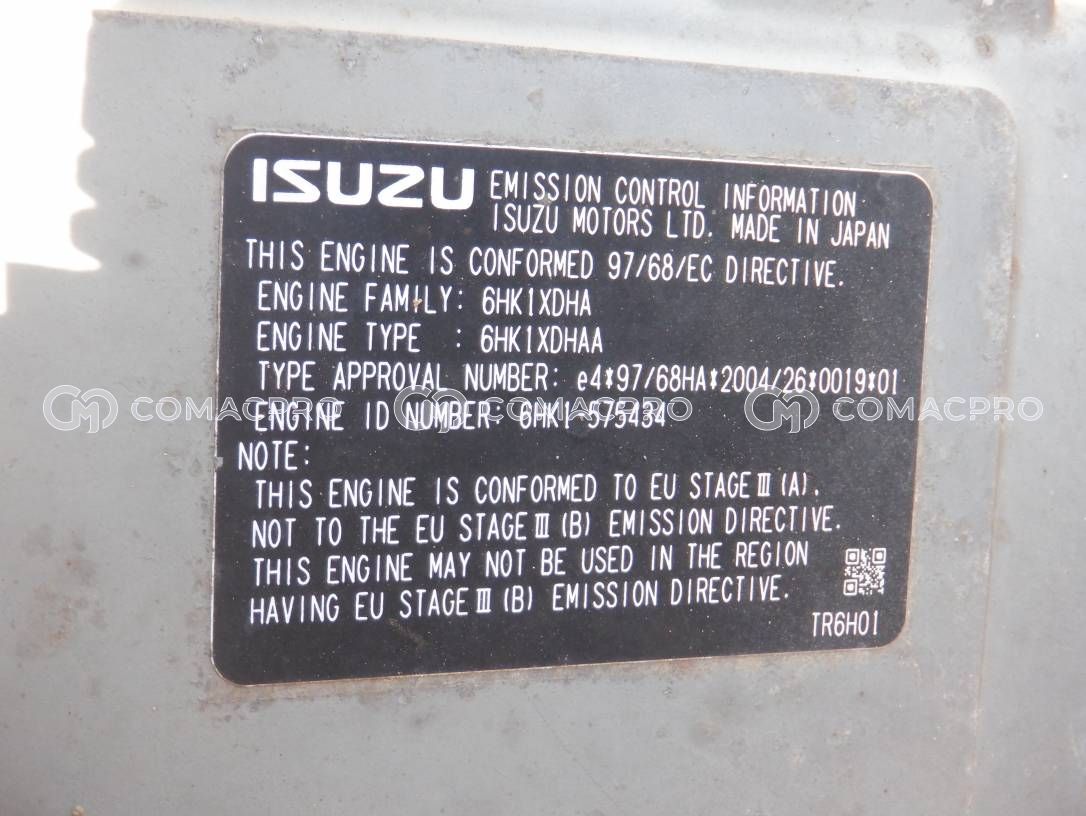 ISUZU EMISSION CONTROL INFORMATION
ISUZU MOTORS LTD. MADE IN JAPAN
THIS ENGINE IS CONFORMED 97/68/EC DIRECTIVE.
ENGINE FAMILY: 6HK1XDHA
ENGINE TYPE : 6HK1XDHAA
TYPE APPROVAL NUMBER: e4*97/68HA*2004/26*0019*01
COMACPRO COMACPRO COMACPRO
ENGINE ID NUMBER: 6HK1-575434
NOTE:
THIS ENGINE IS CONFORMED TO EU STAGE Ⅲ (A),
NOT TO THE EU STAGE Ⅲ (B) EMISSION DIRECTIVE.
THIS ENGINE MAY NOT BE USED IN THE REGION
HAVING EU STAGE Ⅲ (B) EMISSION DIRECTIVE.
TR6H01